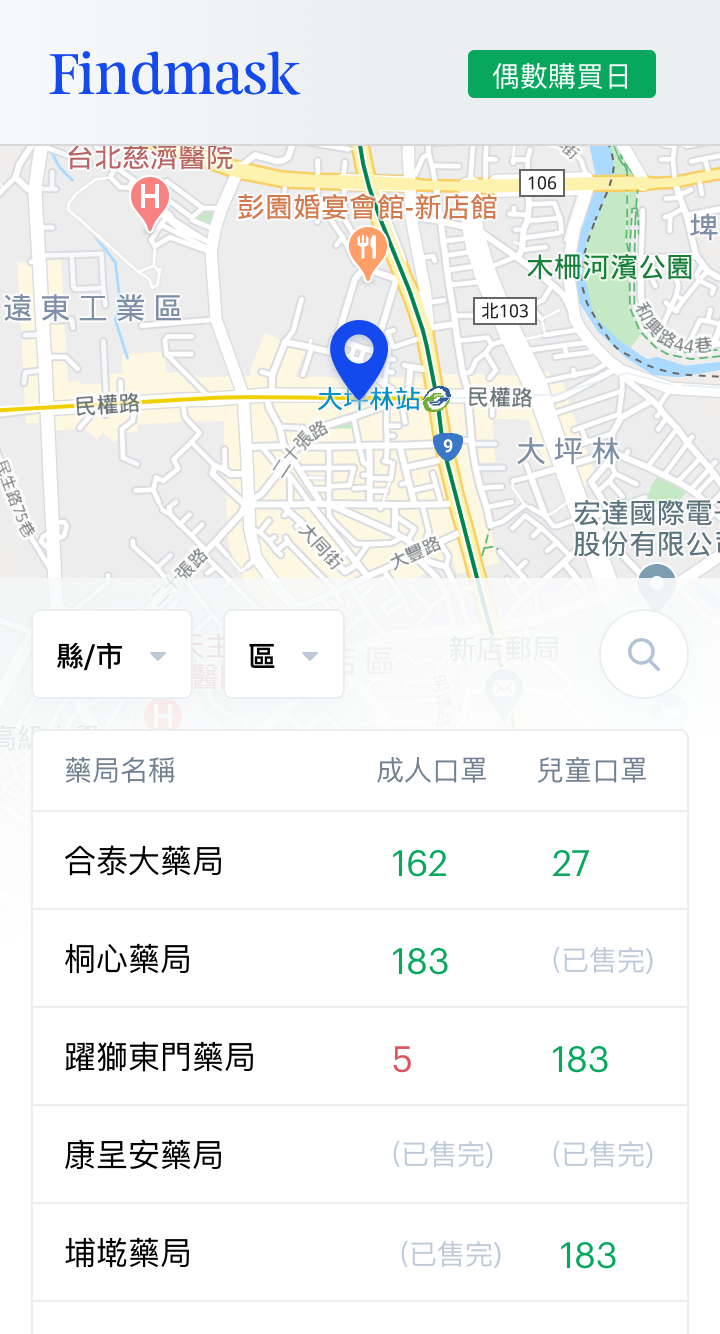 Findmask
偶數購買日
台北慈濟醫院
106
彭園婚宴會館-新店館
埤
木柵河濱公園
遠東工業區
北103
和興路44巷
大坪林站
民權路
民權路
9
二十張路
大坪林
民生路75巷
宏達國際電子
股份有限公司
大同街
大豐路
張路
縣/市
區
新店郵局
店區
高級
藥局名稱
成人口罩
兒童口罩
合泰大藥局
162
27
桐心藥局
183
(已售完)
躍獅東門藥局
5
183
康呈安藥局
(已售完)
(已售完)
埔墘藥局
(已售完)
183